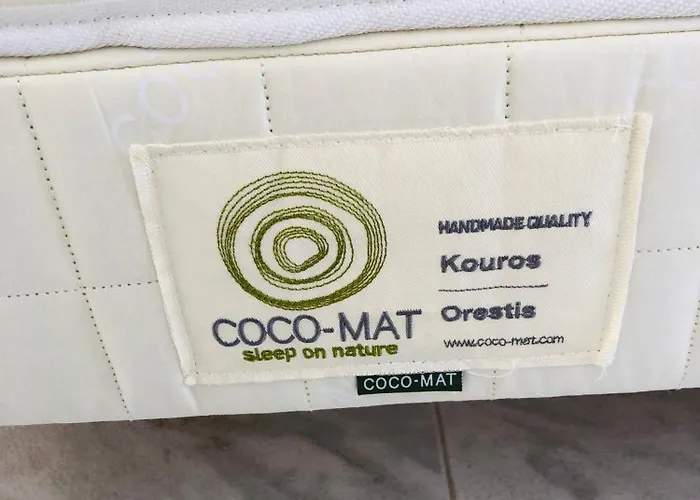 COCO-MAT
sleep on nature
HANDMADE QUALITY
Kouros
Orestis
www.coco-mat.com
COCO-MAT